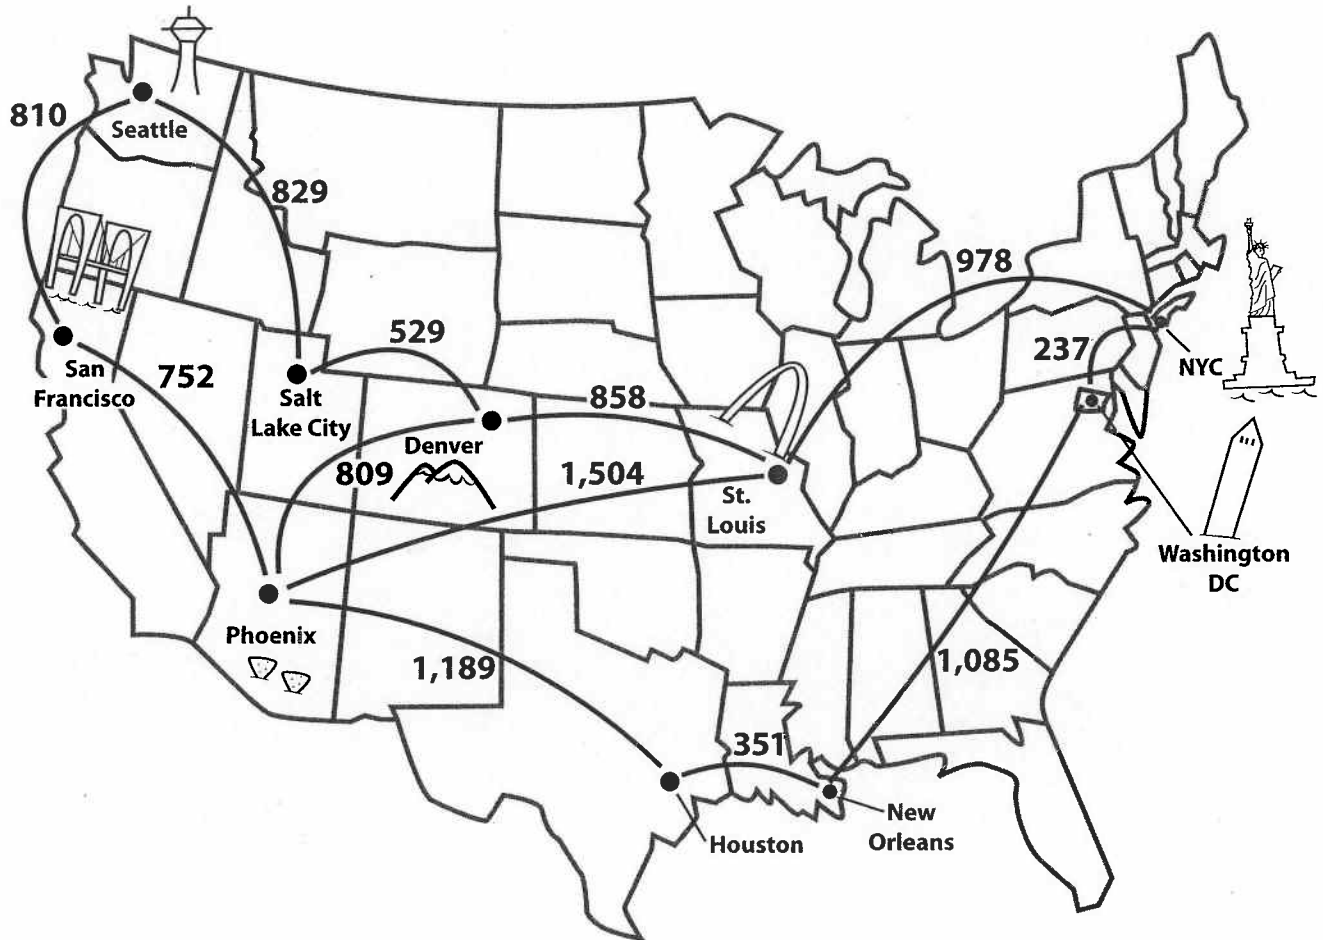 810
Seattle
829
978
529
237
NYC
San
Francisco
752
Salt
Lake City
858
Denver
809
1,504
St.
Louis
Washington
DC
Phoenix
1,189
1,085
351
New
Orleans
Houston